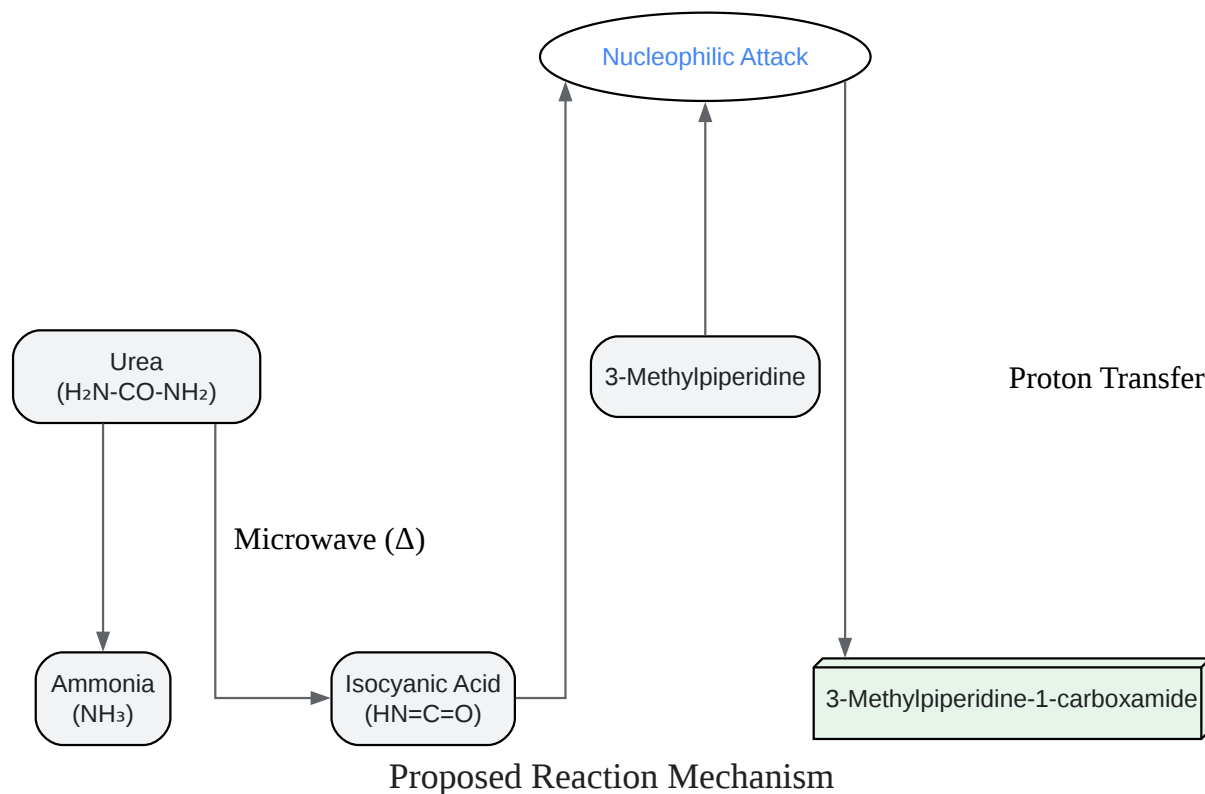 Nucleophilic Attack
Urea
(H₂N-CO-NH₂)
3-Methylpiperidine
Proton Transfer
Microwave (Δ)
Ammonia
(NH₃)
Isocyanic Acid
(HN=C=O)
3-Methylpiperidine-1-carboxamide
Proposed Reaction Mechanism